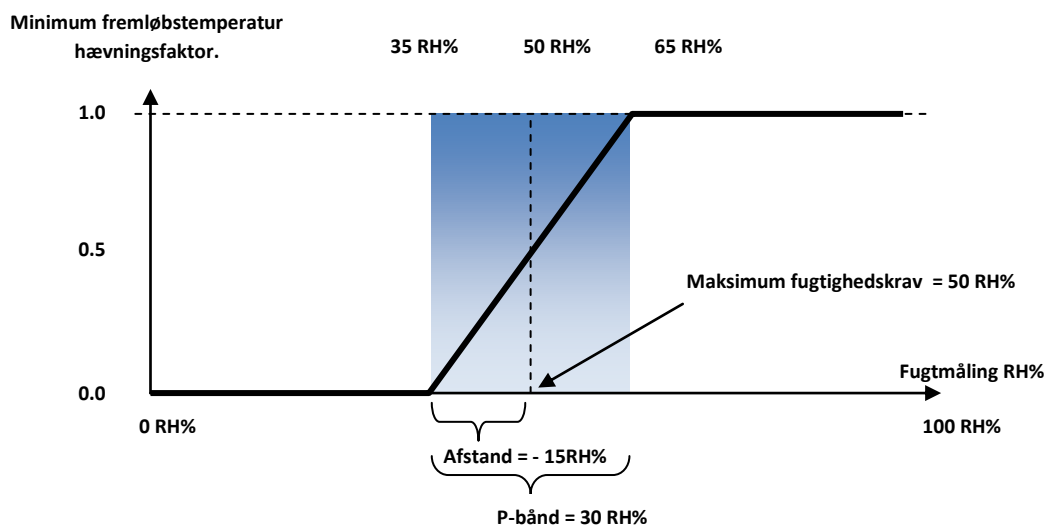 Minimum fremløbstemperatur
hævningsfaktor.
35 RH%
50 RH%
65 RH%
1.0
0.5
Maksimum fugtighedskrav = 50 RH%
Fugtmåling RH%
0.0
0 RH%
100 RH%
Afstand = - 15RH%
P-bånd = 30 RH%